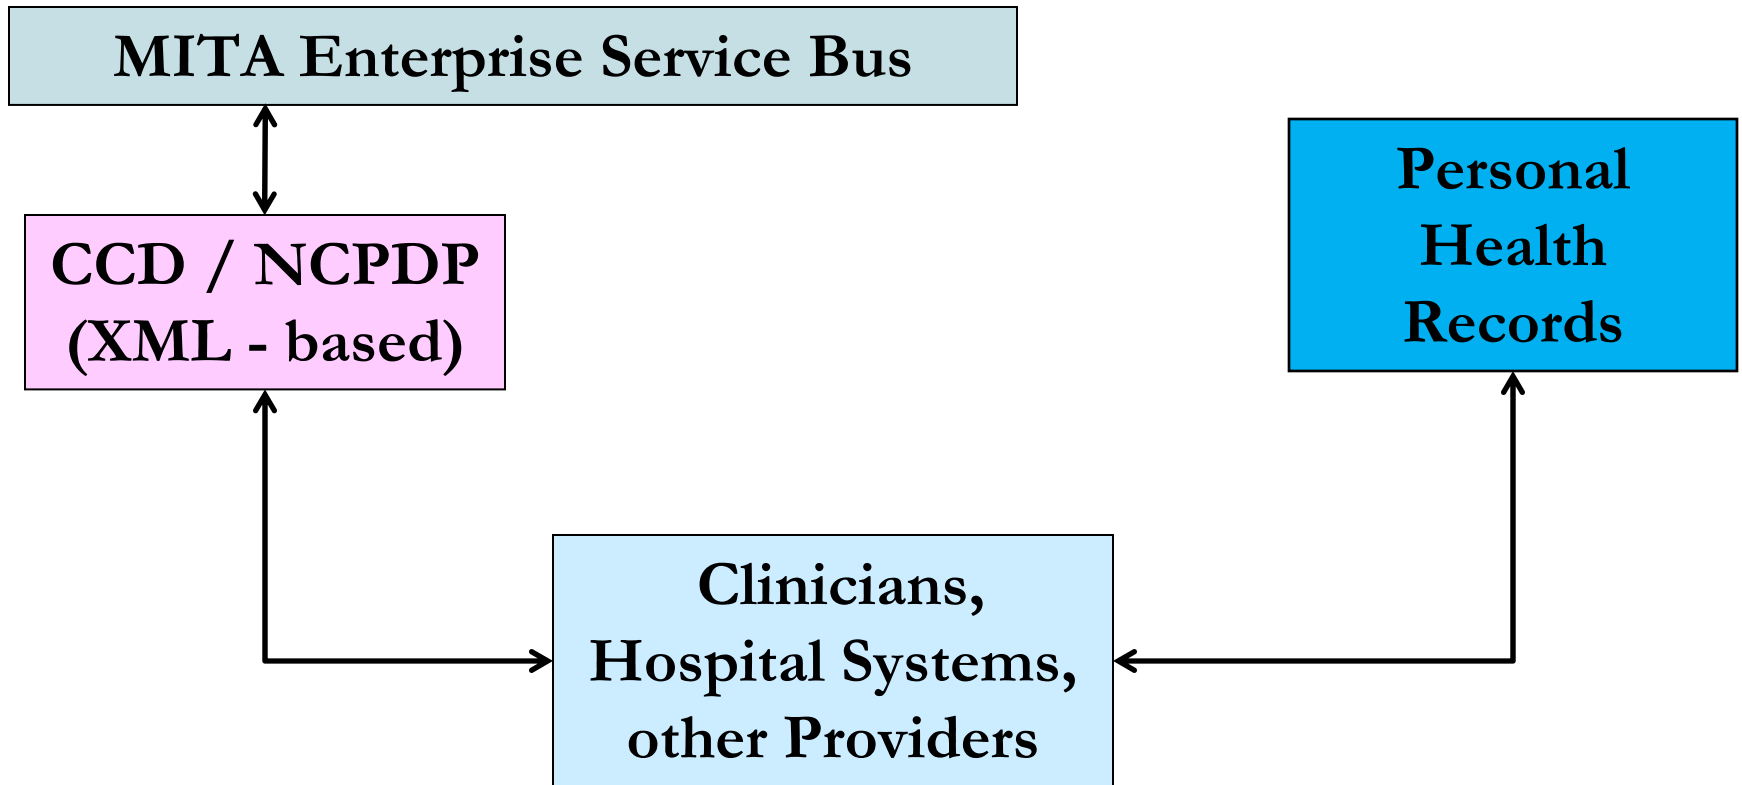 MITA Enterprise Service Bus
CCD / NCPDP
(XML - based)
Personal
Health
Records
Clinicians,
Hospital Systems,
other Providers